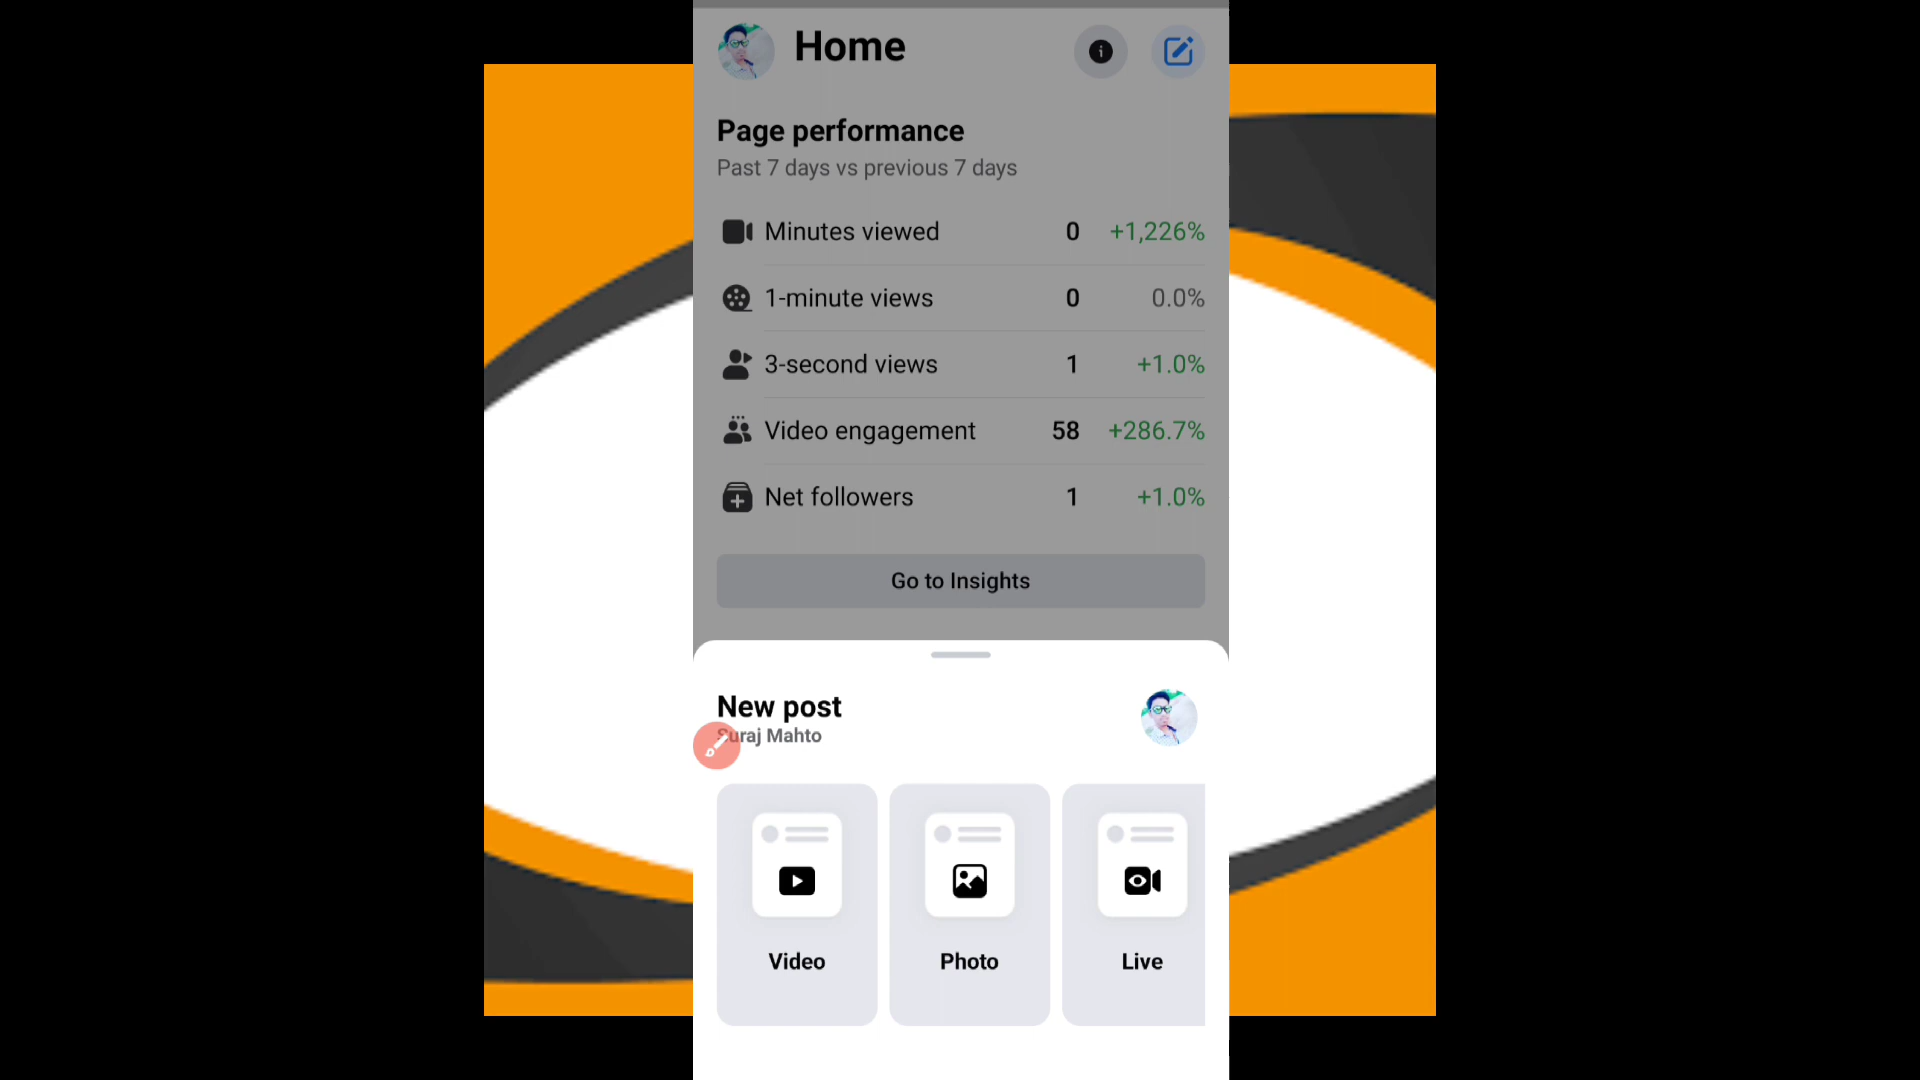 Home
Page performance
Past 7 days vs previous 7 days
Minutes viewed 0 +1,226%
1-minute views 0 0.0%
3-second views 1 +1.0%
Video engagement 58 +286.7%
Net followers 1 +1.0%
Go to Insights
New post
Suraj Mahto
Video Photo Live